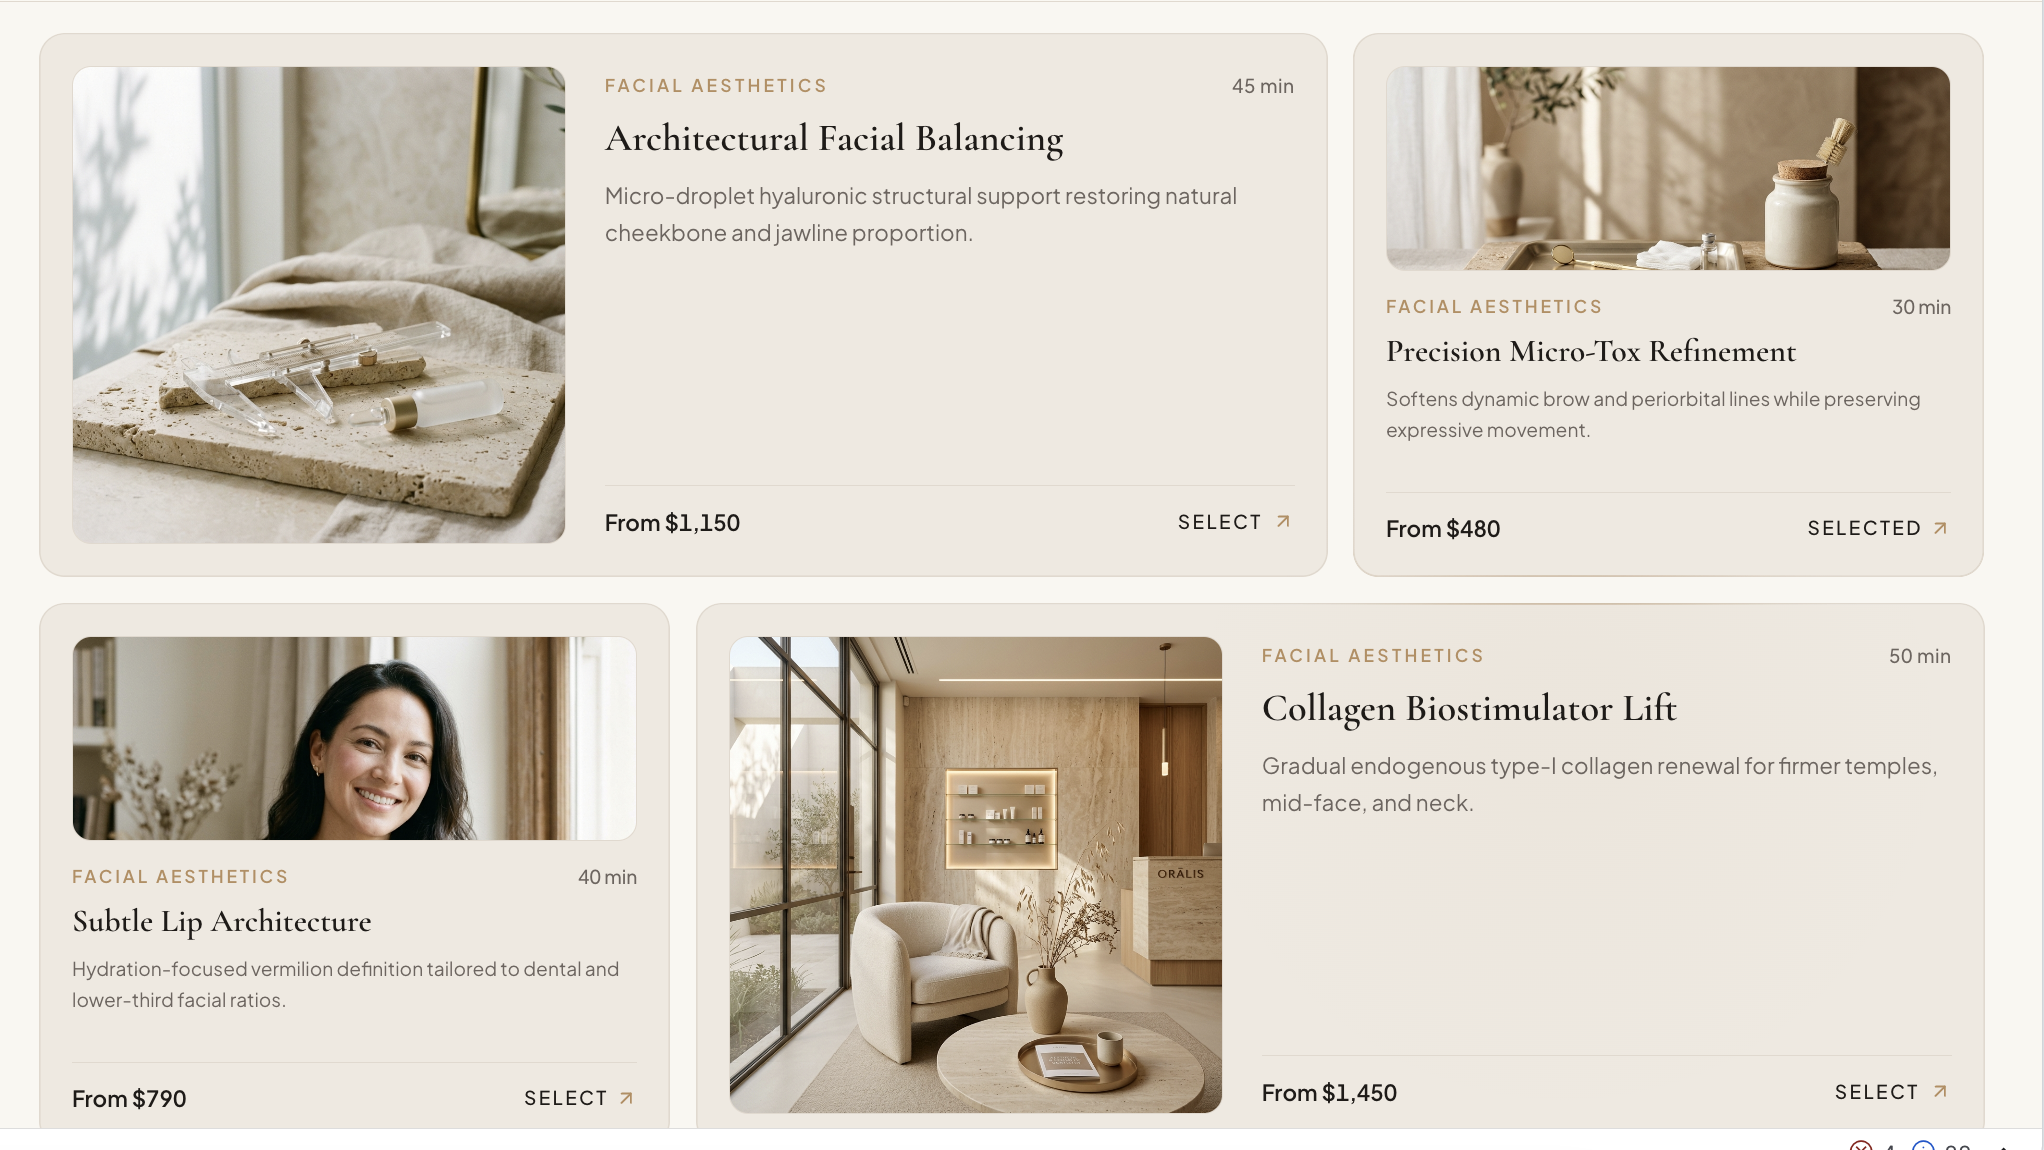 FACIAL AESTHETICS
45 min
Architectural Facial Balancing
Micro-droplet hyaluronic structural support restoring natural
cheekbone and jawline proportion.
From $1,150
SELECT
FACIAL AESTHETICS
30 min
Precision Micro-Tox Refinement
Softens dynamic brow and periorbital lines while preserving
expressive movement.
From $480
SELECTED
FACIAL AESTHETICS
40 min
Subtle Lip Architecture
Hydration-focused vermilion definition tailored to dental and
lower-third facial ratios.
From $790
SELECT
ORĀLIS
FACIAL AESTHETICS
50 min
Collagen Biostimulator Lift
Gradual endogenous type-I collagen renewal for firmer temples,
mid-face, and neck.
From $1,450
SELECT